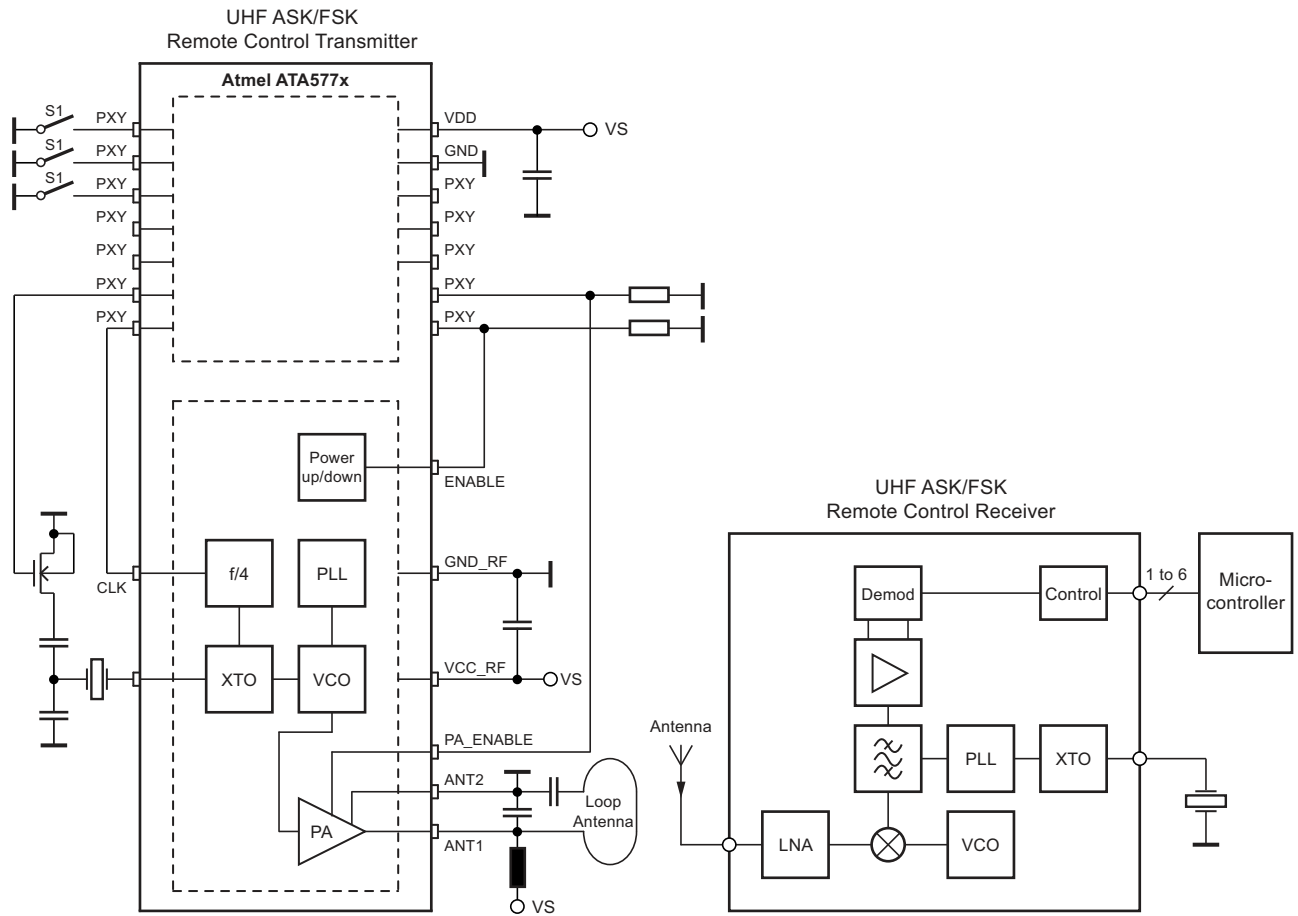 UHF ASK/FSK
Remote Control Transmitter
Atmel ATA577x
S1
PXY
S1
PXY
S1
PXY
PXY
PXY
PXY
PXY
VDD
VS
GND
PXY
PXY
PXY
PXY
PXY
Power
up/down
ENABLE
CLK
f/4
PLL
GND_RF
XTO
VCO
VCC_RF
VS
PA_ENABLE
ANT2
PA
ANT1
Loop
Antenna
VS
UHF ASK/FSK
Remote Control Receiver
Demod
Control
1 to 6
Micro-
controller
Antenna
PLL
XTO
LNA
VCO